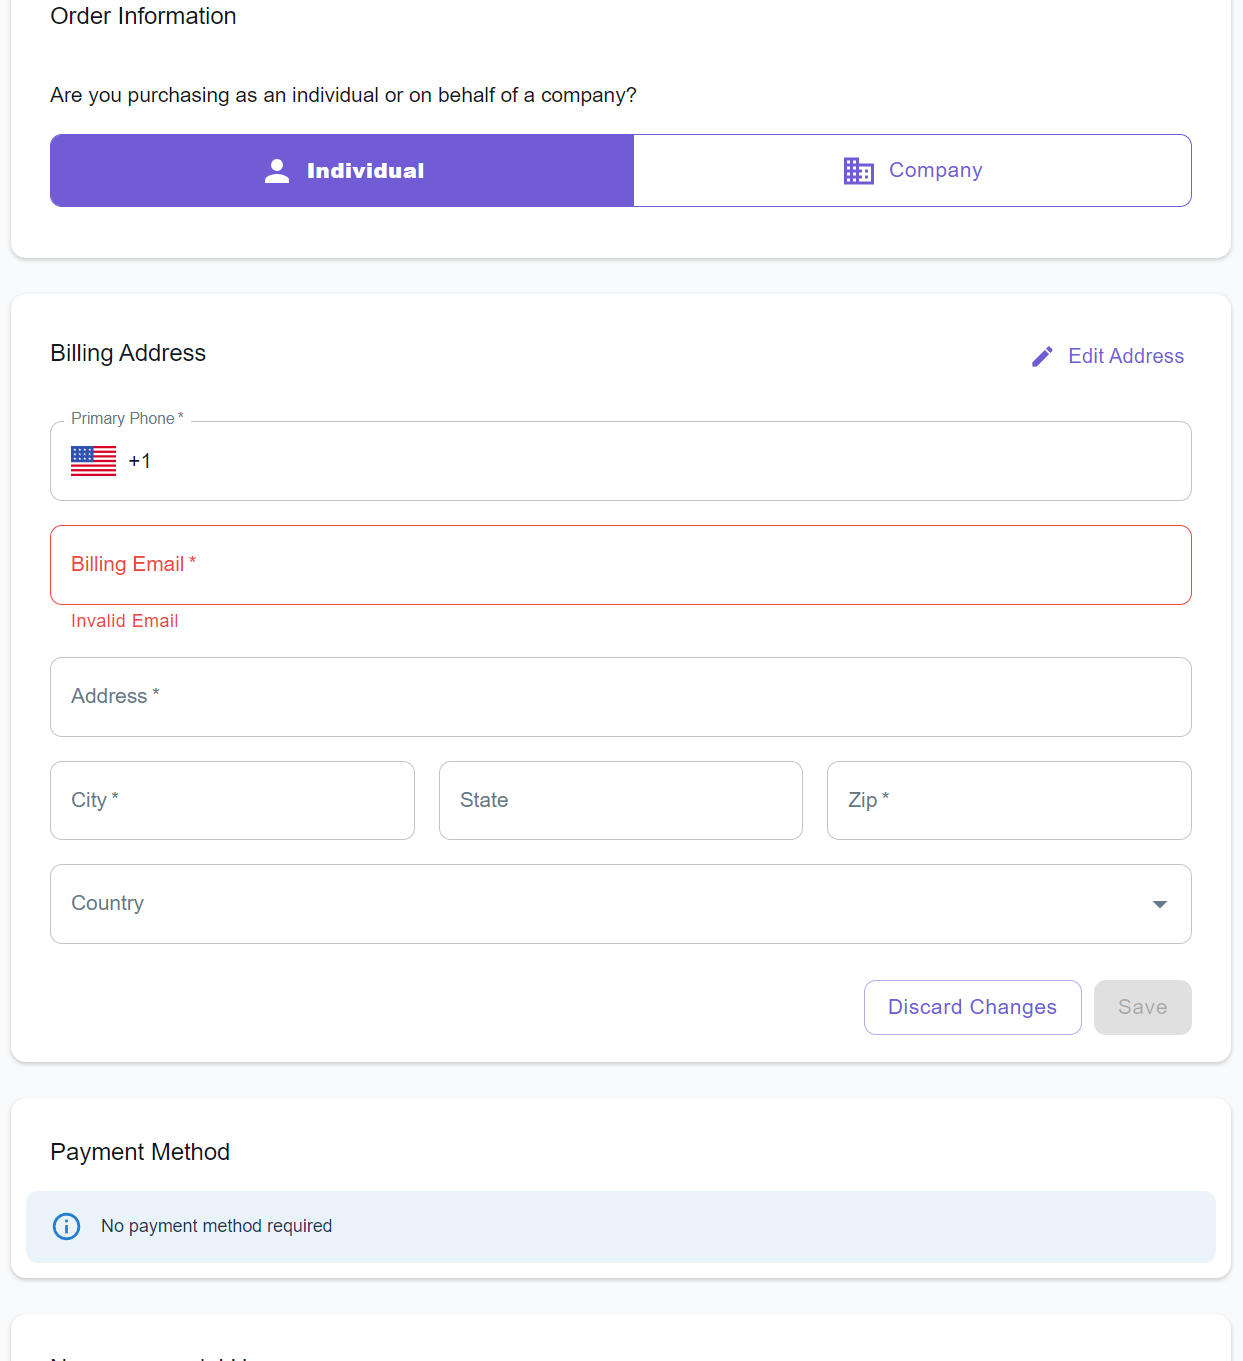 Order Information
Are you purchasing as an individual or on behalf of a company?
Individual
Company
Billing Address
Edit Address
Primary Phone *
+1
Billing Email *
Invalid Email
Address *
City *
State
Zip *
Country
Discard Changes
Save
Payment Method
No payment method required